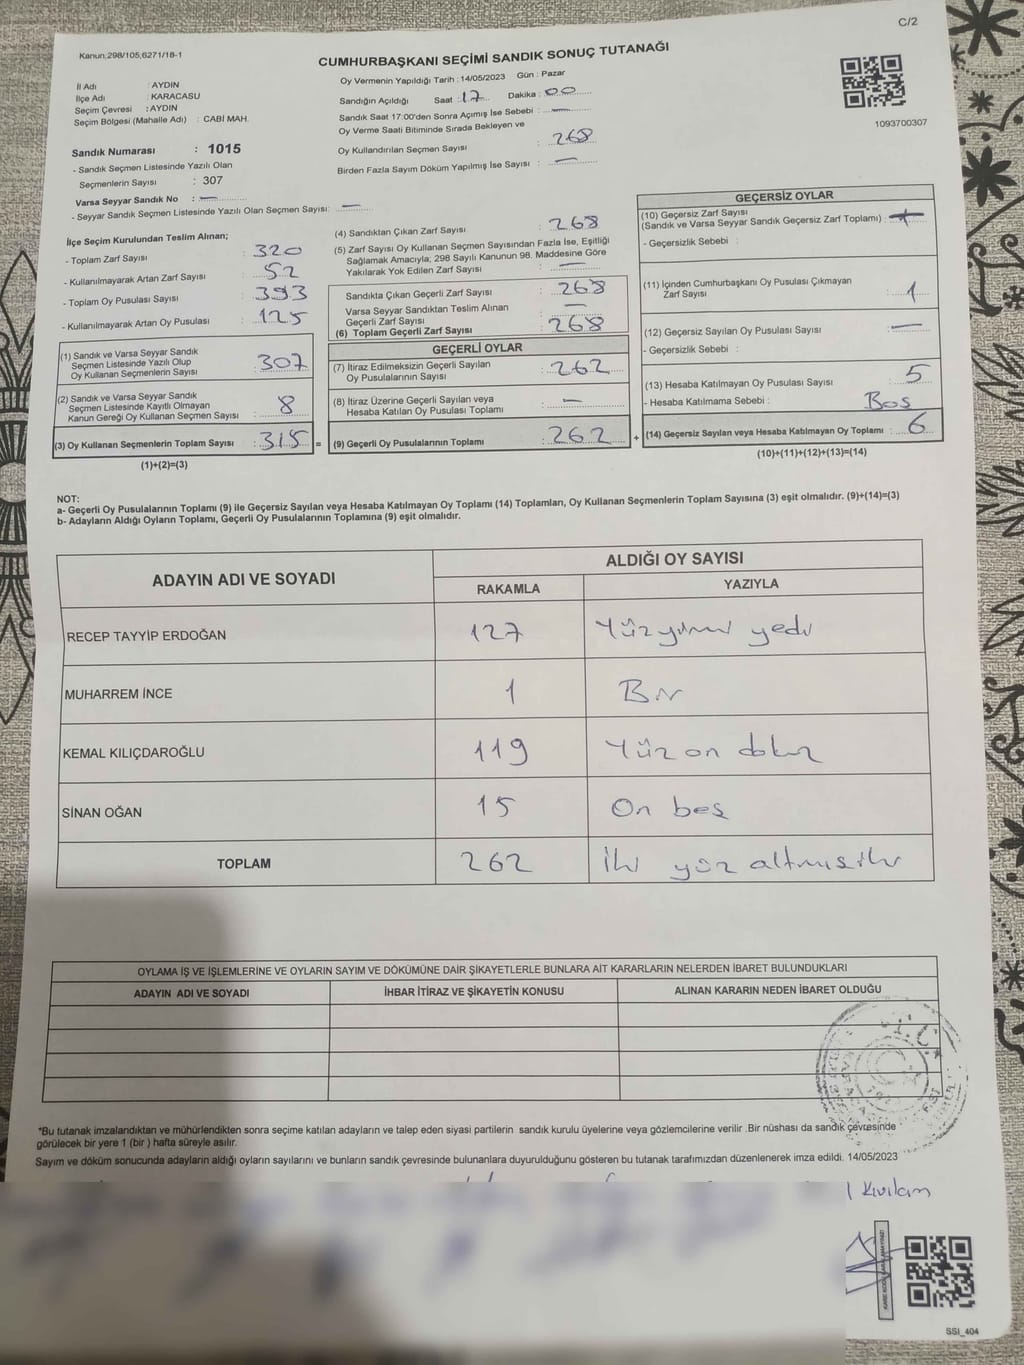 C/2
Kanun:298/105,6271/18-1
CUMHURBAŞKANI SEÇİMİ SANDIK SONUÇ TUTANAĞI
İl Adı : AYDIN
İlçe Adı : KARACASU
Seçim Çevresi : AYDIN
Seçim Bölgesi (Mahalle Adı) : CABİ MAH.
Oy Vermenin Yapıldığı Tarih : 14/05/2023 Gün : Pazar
Sandığın Açıldığı Saat : 17 Dakika : 00
Sandık Saat 17:00'den Sonra Açımış İse Sebebi : —
Oy Verme Saati Bitiminde Sırada Bekleyen ve
Oy Kullandırılan Seçmen Sayısı : 268
Birden Fazla Sayım Döküm Yapılmış İse Sayısı : —
1093700307
Sandık Numarası : 1015
- Sandık Seçmen Listesinde Yazılı Olan
Seçmenlerin Sayısı : 307
Varsa Seyyar Sandık No : —
- Seyyar Sandık Seçmen Listesinde Yazılı Olan Seçmen Sayısı: —
İlçe Seçim Kurulundan Teslim Alınan;
- Toplam Zarf Sayısı : 320
- Kullanılmayarak Artan Zarf Sayısı : 52
- Toplam Oy Pusulası Sayısı : 393
- Kullanılmayarak Artan Oy Pusulası : 125
(1) Sandık ve Varsa Seyyar Sandık
Seçmen Listesinde Yazılı Olup
Oy Kullanan Seçmenlerin Sayısı : 307
(2) Sandık ve Varsa Seyyar Sandık
Seçmen Listesinde Kayıtlı Olmayan
Kanun Gereği Oy Kullanan Seçmen Sayısı : 8
(3) Oy Kullanan Seçmenlerin Toplam Sayısı : 315 =
(1)+(2)=(3)
(4) Sandıktan Çıkan Zarf Sayısı : 268
(5) Zarf Sayısı Oy Kullanan Seçmen Sayısından Fazla İse, Eşitliği
Sağlamak Amacıyla; 298 Sayılı Kanunun 98. Maddesine Göre
Yakılarak Yok Edilen Zarf Sayısı : —
Sandıkta Çıkan Geçerli Zarf Sayısı : 268
Varsa Seyyar Sandıktan Teslim Alınan
Geçerli Zarf Sayısı : —
(6) Toplam Geçerli Zarf Sayısı : 268
GEÇERLİ OYLAR
(7) İtiraz Edilmeksizin Geçerli Sayılan
Oy Pusulalarının Sayısı : 262
(8) İtiraz Üzerine Geçerli Sayılan veya
Hesaba Katılan Oy Pusulası Toplamı : —
(9) Geçerli Oy Pusulalarının Toplamı : 262 +
GEÇERSİZ OYLAR
(10) Geçersiz Zarf Sayısı
(Sandık ve Varsa Seyyar Sandık Geçersiz Zarf Toplamı) :
- Geçersizlik Sebebi :
(11) İçinden Cumhurbaşkanı Oy Pusulası Çıkmayan
Zarf Sayısı : 1
(12) Geçersiz Sayılan Oy Pusulası Sayısı : —
- Geçersizlik Sebebi :
(13) Hesaba Katılmayan Oy Pusulası Sayısı : 5
- Hesaba Katılmama Sebebi : Boş
(14) Geçersiz Sayılan veya Hesaba Katılmayan Oy Toplamı : 6
(10)+(11)+(12)+(13)=(14)
NOT:
a- Geçerli Oy Pusulalarının Toplamı (9) ile Geçersiz Sayılan veya Hesaba Katılmayan Oy Toplamı (14) Toplamları, Oy Kullanan Seçmenlerin Toplam Sayısına (3) eşit olmalıdır. (9)+(14)=(3)
b- Adayların Aldığı Oyların Toplamı, Geçerli Oy Pusulalarının Toplamına (9) eşit olmalıdır.
ADAYIN ADI VE SOYADI
ALDIĞI OY SAYISI
RAKAMLA YAZIYLA
RECEP TAYYİP ERDOĞAN 127 Yüzyirmi yedi
MUHARREM İNCE 1 Bir
KEMAL KILIÇDAROĞLU 119 Yüz on dokuz
SİNAN OĞAN 15 On beş
TOPLAM 262 İki yüz altmışiki
OYLAMA İŞ VE İŞLEMLERİNE VE OYLARIN SAYIM VE DÖKÜMÜNE DAİR ŞİKAYETLERLE BUNLARA AİT KARARLARIN NELERDEN İBARET BULUNDUKLARI
ADAYIN ADI VE SOYADI İHBAR İTİRAZ VE ŞİKAYETİN KONUSU ALINAN KARARIN NEDEN İBARET OLDUĞU
*Bu tutanak imzalandıktan ve mühürlendikten sonra seçime katılan adayların ve talep eden siyasi partilerin sandık kurulu üyelerine veya gözlemcilerine verilir .Bir nüshası da sandık çevresinde
görülecek bir yere 1 (bir ) hafta süreyle asılır.
Sayım ve döküm sonucunda adayların aldığı oyların sayılarını ve bunların sandık çevresinde bulunanlara duyurulduğunu gösteren bu tutanak tarafımızdan düzenlenerek imza edildi. 14/05/2023
SSI_404